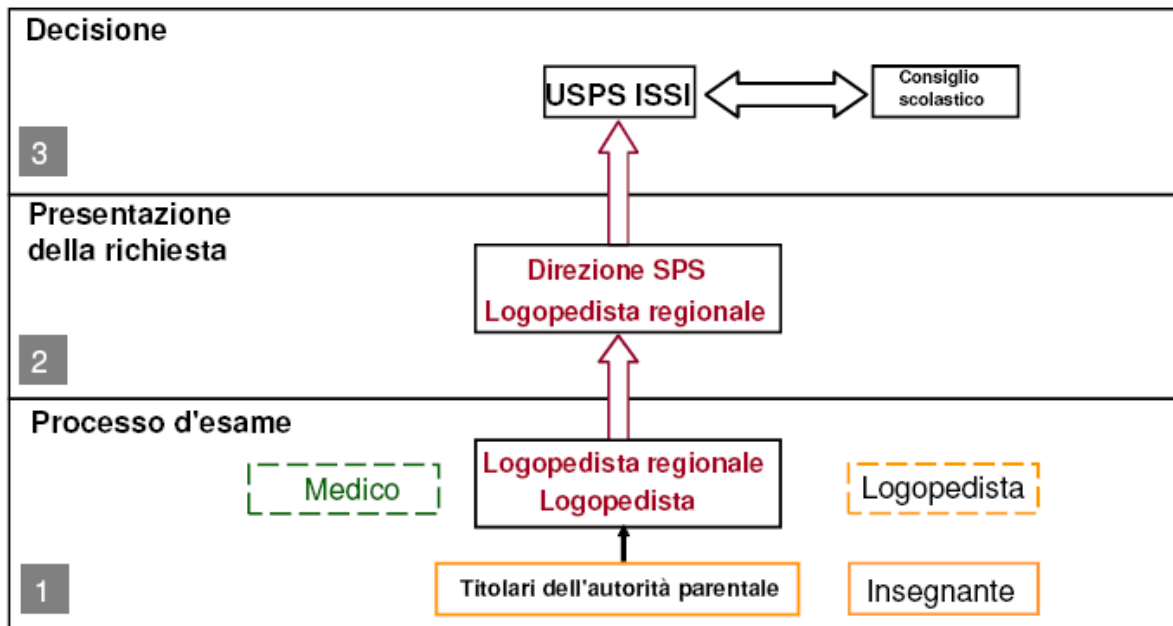 Decisione
USPS ISSI
Consiglio
scolastico
3
Presentazione
della richiesta
Direzione SPS
Logopedista regionale
2
Processo d'esame
Logopedista regionale
Logopedista
Medico
Logopedista
1
Titolari dell'autorità parentale
Insegnante